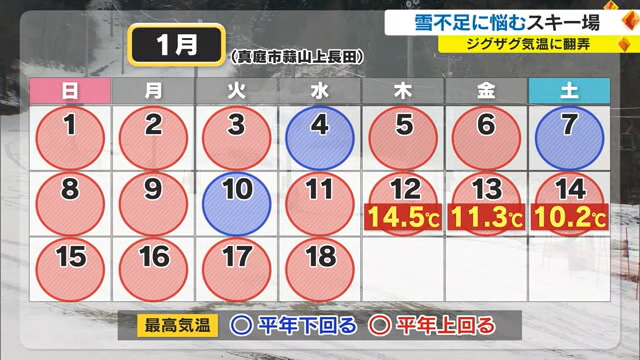 雪不足に悩むスキー場
ジグザグ気温に翻弄
1月
(真庭市蒜山上長田)
日 月 火 水 木 金 土
1 2 3 4 5 6 7
8 9 10 11 12 13 14
14.5℃ 11.3℃ 10.2℃
15 16 17 18
最高気温 平年下回る 平年上回る